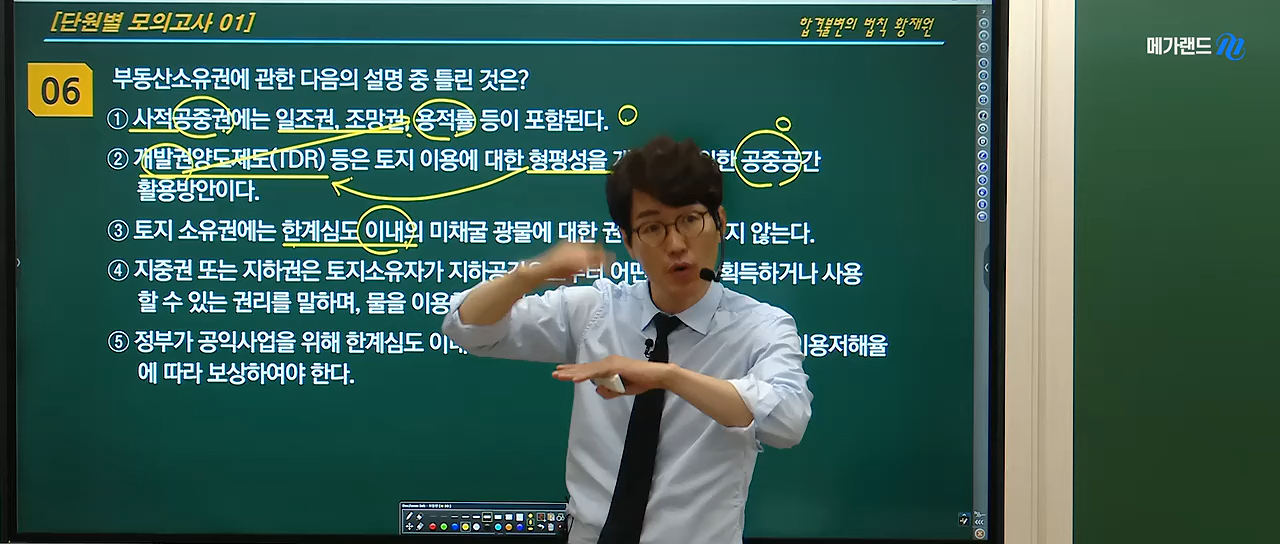 [단원별 모의고사 01]
합격불변의 법칙 황재원
메가랜드
06
부동산소유권에 관한 다음의 설명 중 틀린 것은?
① 사적공중권에는 일조권, 조망권, 용적률 등이 포함된다.
② 개발권양도제도(TDR) 등은 토지 이용에 대한 형평성을 공중공간
활용방안이다.
③ 토지 소유권에는 한계심도 이내의 미채굴 광물에 대한 지 않는다.
④ 지중권 또는 지하권은 토지소유자가 획득하거나 사용
할 수 있는 권리를 말하며, 물을
⑤ 정부가 공익사업을 위해 한계심도 이용저해율
에 따라 보상하여야 한다.